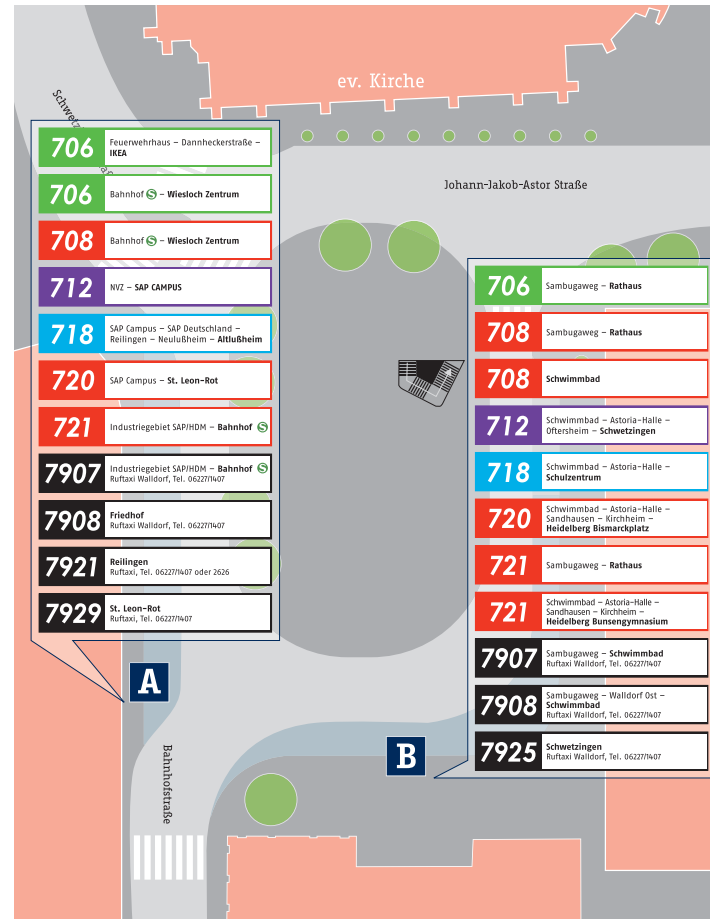 ev. Kirche
Johann-Jakob-Astor Straße
706
Feuerwehrhaus – Dannheckerstraße –
IKEA
706
Bahnhof S – Wiesloch Zentrum
708
Bahnhof S – Wiesloch Zentrum
712
NVZ – SAP CAMPUS
718
SAP Campus – SAP Deutschland –
Reilingen – Neulußheim – Altlußheim
720
SAP Campus – St. Leon-Rot
721
Industriegebiet SAP/HDM – Bahnhof S
7907
Industriegebiet SAP/HDM – Bahnhof S
Ruftaxi Walldorf, Tel. 06227/1407
7908
Friedhof
Ruftaxi Walldorf, Tel. 06227/1407
7921
Reilingen
Ruftaxi, Tel. 06227/1407 oder 2626
7929
St. Leon-Rot
Ruftaxi Walldorf, Tel. 06227/1407
A
706
Sambugaweg – Rathaus
708
Sambugaweg – Rathaus
708
Schwimmbad
712
Schwimmbad – Astoria-Halle –
Oftersheim – Schwetzingen
718
Schwimmbad – Astoria-Halle –
Schulzentrum
720
Schwimmbad – Astoria-Halle –
Sandhausen – Kirchheim –
Heidelberg Bismarckplatz
721
Sambugaweg – Rathaus
721
Schwimmbad – Astoria-Halle –
Sandhausen – Kirchheim –
Heidelberg Bunsengymnasium
7907
Sambugaweg – Schwimmbad
Ruftaxi Walldorf, Tel. 06227/1407
7908
Sambugaweg – Walldorf Ost –
Schwimmbad
Ruftaxi Walldorf, Tel. 06227/1407
7925
Schwetzingen
Ruftaxi Walldorf, Tel. 06227/1407
B
Bahnhofstraße